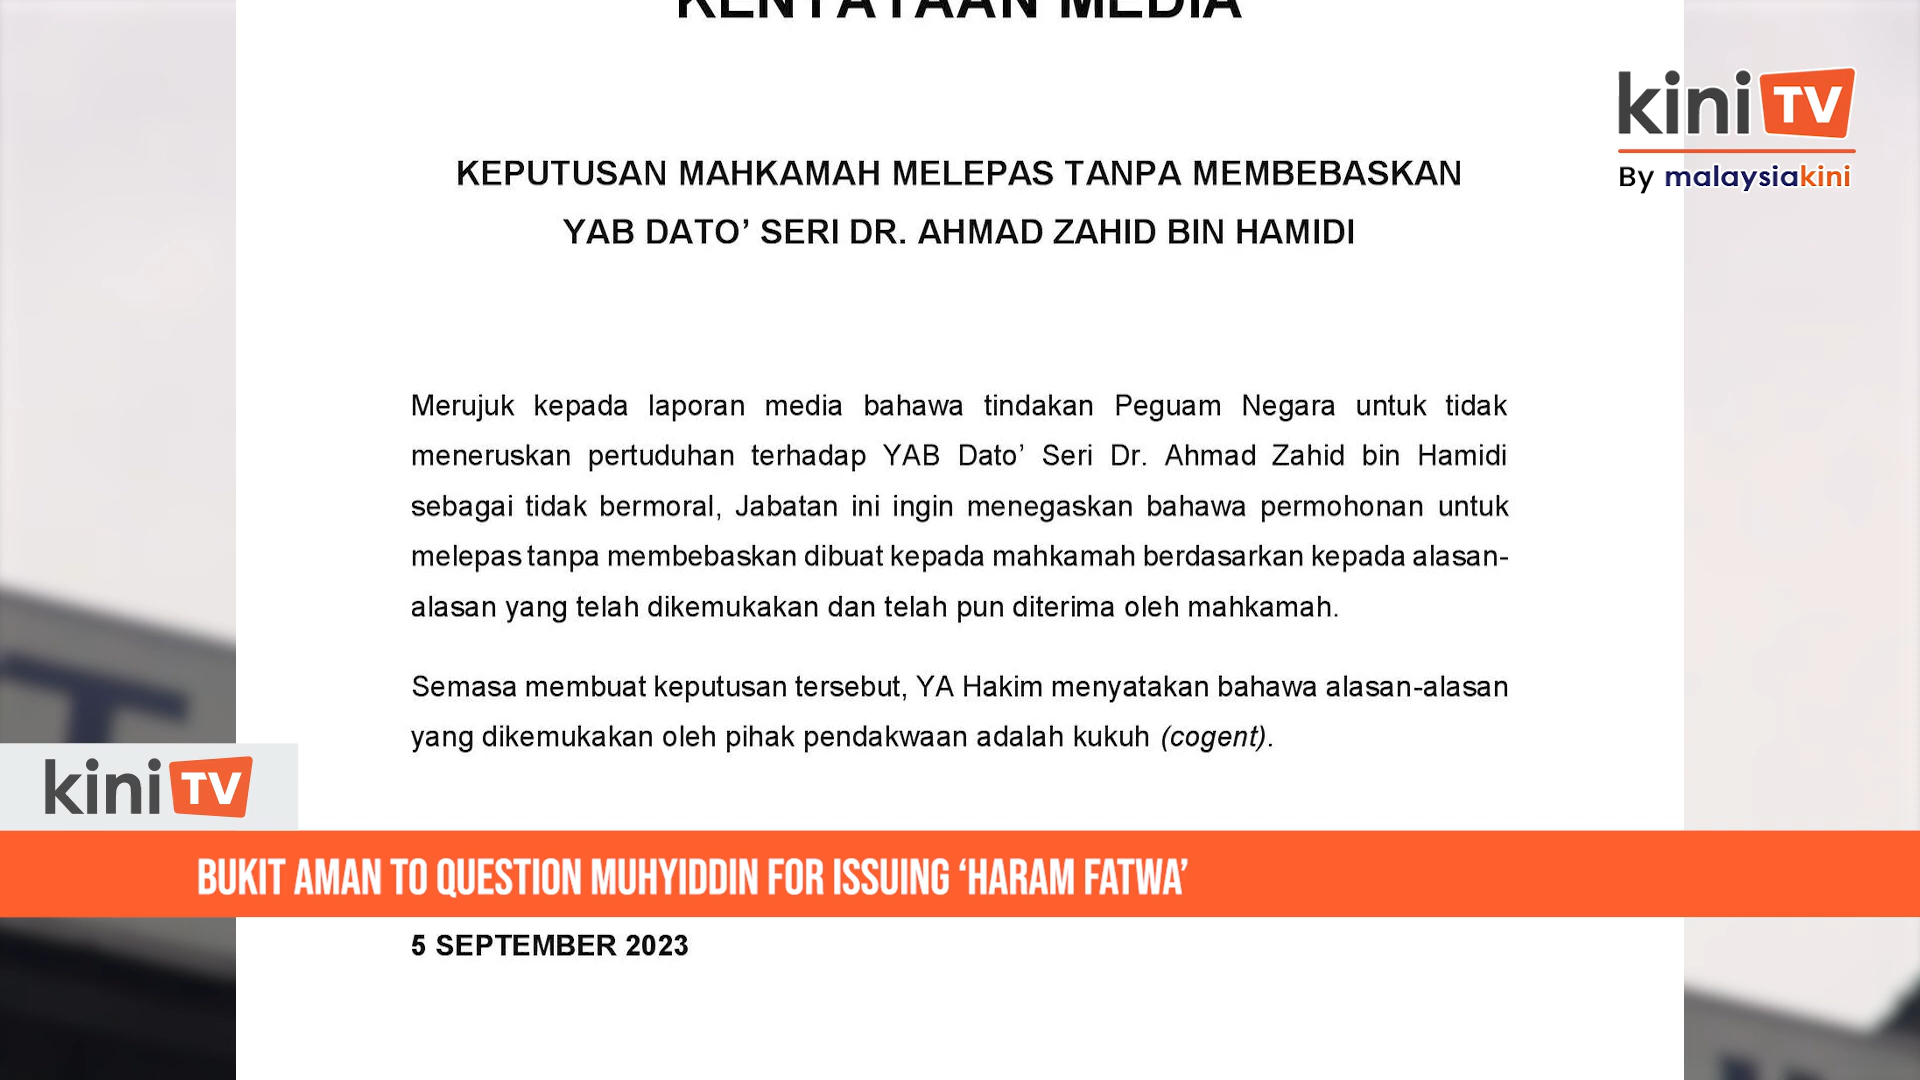 KENYATAAN MEDIA
kini TV
By malaysiakini
KEPUTUSAN MAHKAMAH MELEPAS TANPA MEMBEBASKAN
YAB DATO’ SERI DR. AHMAD ZAHID BIN HAMIDI
Merujuk kepada laporan media bahawa tindakan Peguam Negara untuk tidak
meneruskan pertuduhan terhadap YAB Dato’ Seri Dr. Ahmad Zahid bin Hamidi
sebagai tidak bermoral, Jabatan ini ingin menegaskan bahawa permohonan untuk
melepas tanpa membebaskan dibuat kepada mahkamah berdasarkan kepada alasan-
alasan yang telah dikemukakan dan telah pun diterima oleh mahkamah.
Semasa membuat keputusan tersebut, YA Hakim menyatakan bahawa alasan-alasan
yang dikemukakan oleh pihak pendakwaan adalah kukuh (cogent).
kini TV
BUKIT AMAN TO QUESTION MUHYIDDIN FOR ISSUING ‘HARAM FATWA’
5 SEPTEMBER 2023